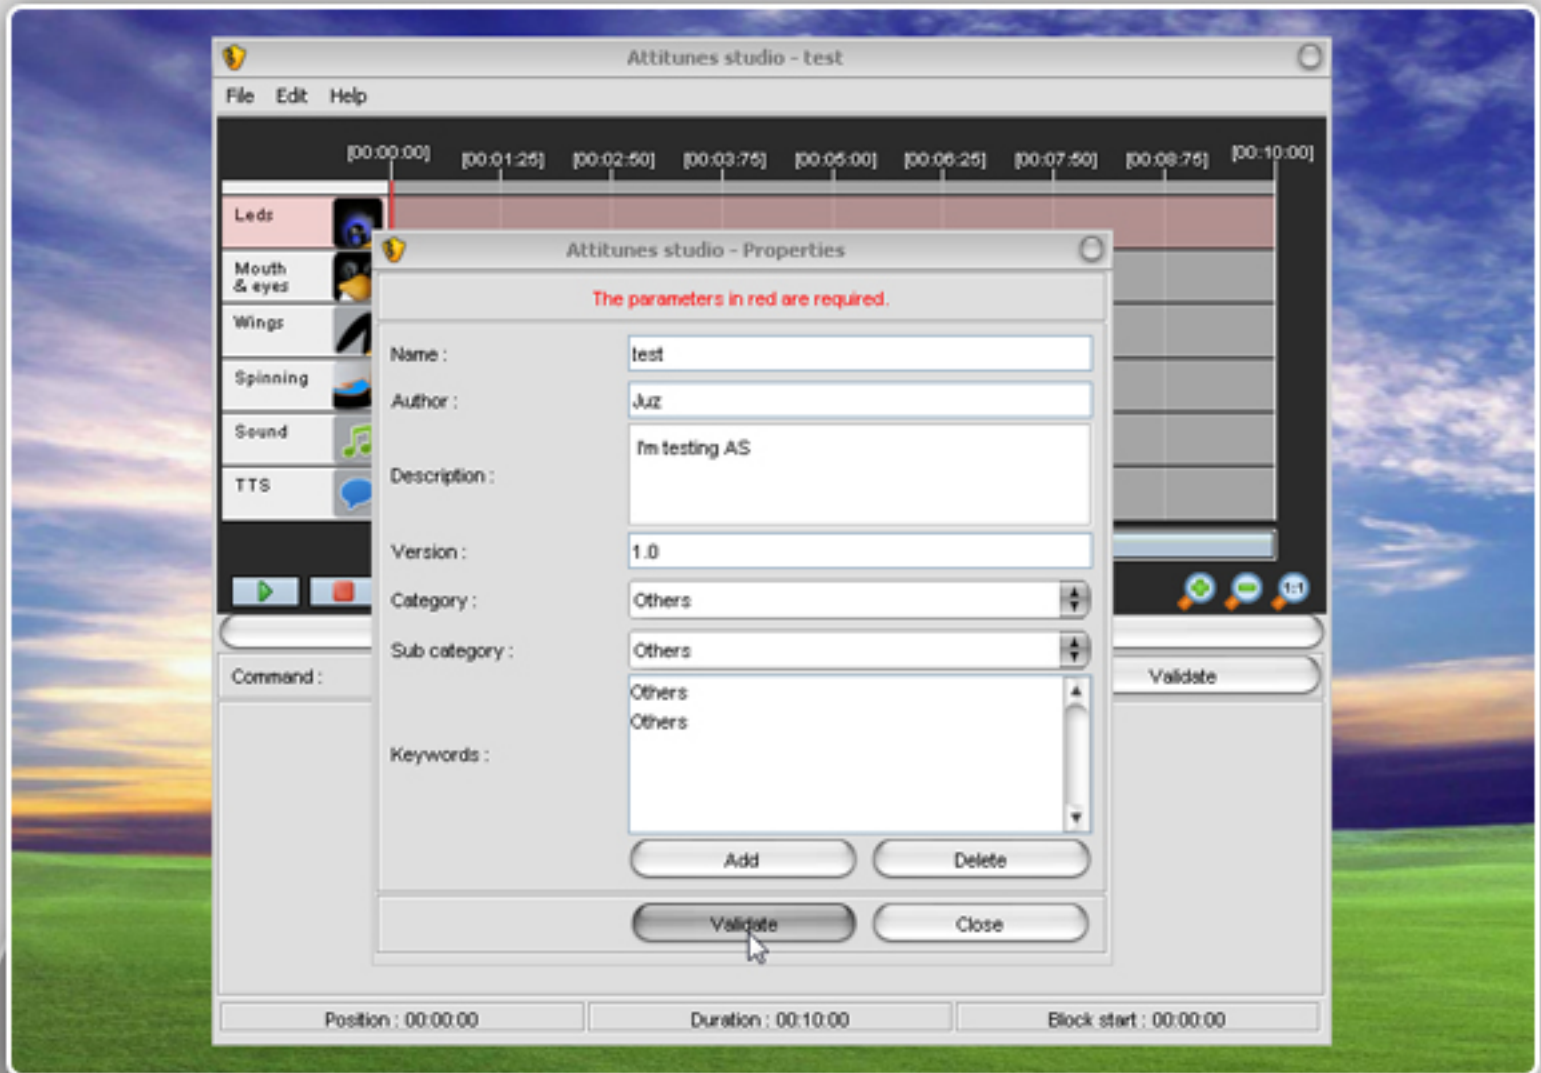 Attitunes studio - test
File Edit Help
[00:00:00] [00:01:25] [00:02:50] [00:03:75] [00:05:00] [00:06:25] [00:07:50] [00:08:75] [00:10:00]
Leds
Mouth
& eyes
Wings
Spinning
Sound
TTS
Attitunes studio - Properties
The parameters in red are required.
Name : test
Author : Juz
Description : I'm testing AS
Version : 1.0
Category : Others
Sub category : Others
Keywords :
Others
Others
Add Delete
Validate Close
1:1
Command : Validate
Position : 00:00:00 Duration : 00:10:00 Block start : 00:00:00